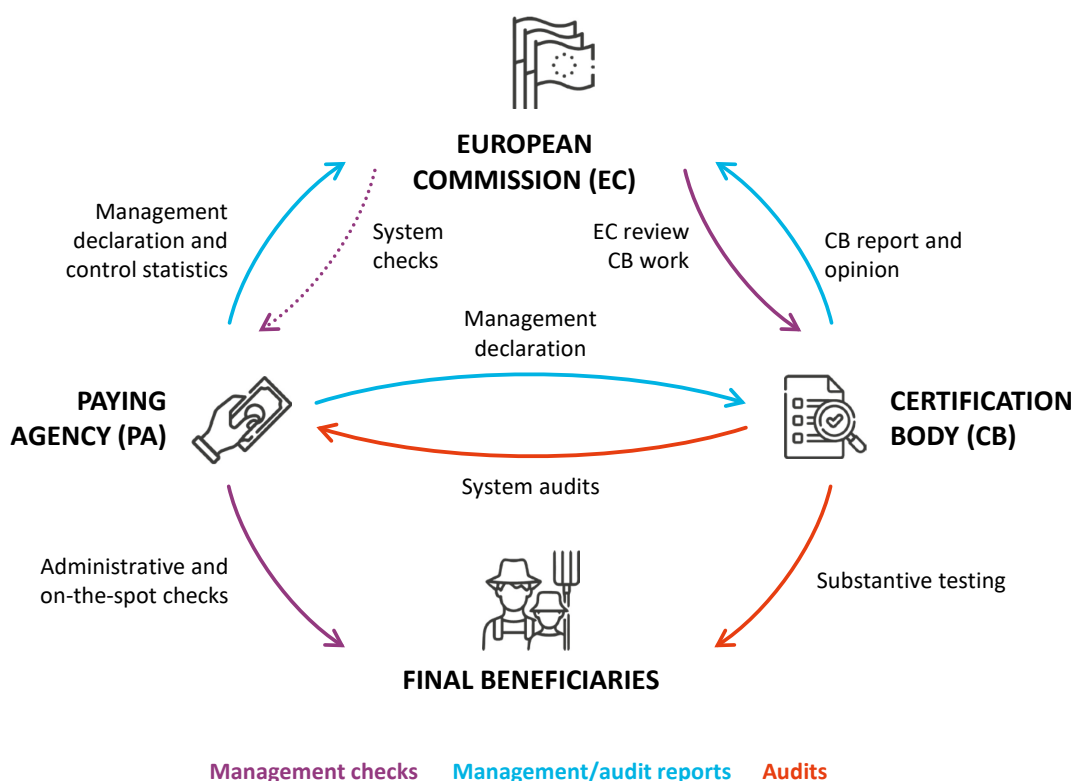 EUROPEAN
COMMISSION (EC)
Management
declaration and
control statistics
System
checks
EC review
CB work
CB report and
opinion
Management
declaration
PAYING
AGENCY (PA)
CERTIFICATION
BODY (CB)
System audits
Administrative and
on-the-spot checks
Substantive testing
FINAL BENEFICIARIES
Management checks Management/audit reports Audits